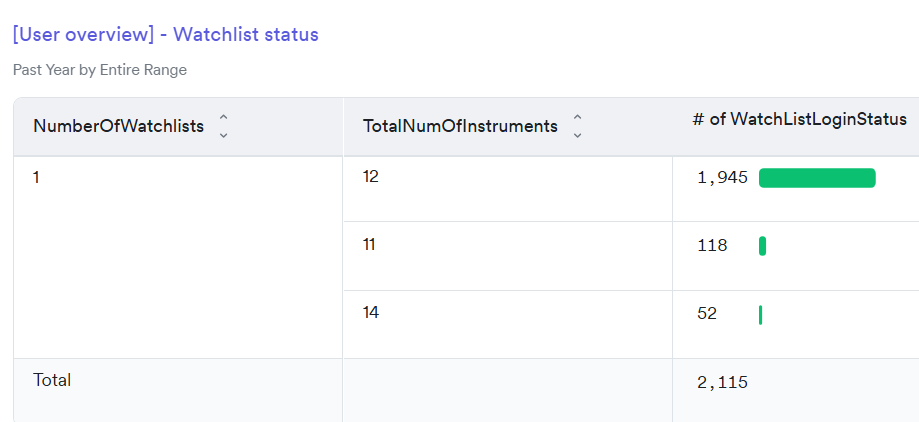 [User overview] - Watchlist status
Past Year by Entire Range
NumberOfWatchlists TotalNumOfInstruments # of WatchListLoginStatus
1 12 1,945
11 118
14 52
Total 2,115